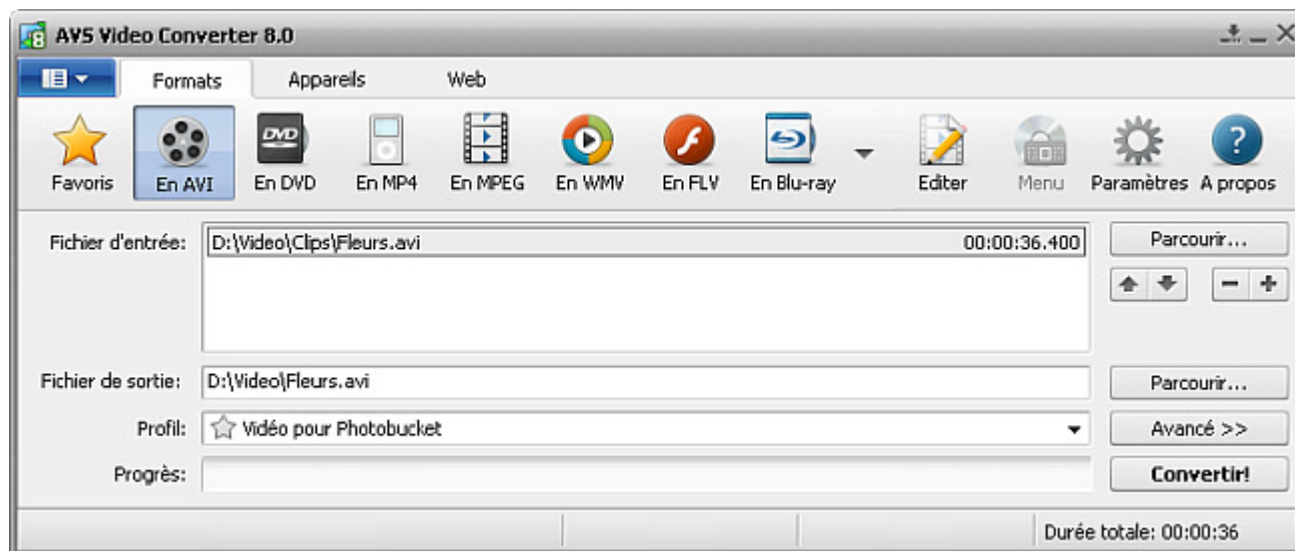 AVS Video Converter 8.0
Formats Appareils Web
Favoris En AVI En DVD En MP4 En MPEG En WMV En FLV En Blu-ray Editer Menu Paramètres A propos
Fichier d'entrée: D:\Video\Clips\Fleurs.avi 00:00:36.400 Parcourir...
Fichier de sortie: D:\Video\Fleurs.avi Parcourir...
Profil: Vidéo pour Photobucket Avancé >>
Progrès: Convertir!
Durée totale: 00:00:36